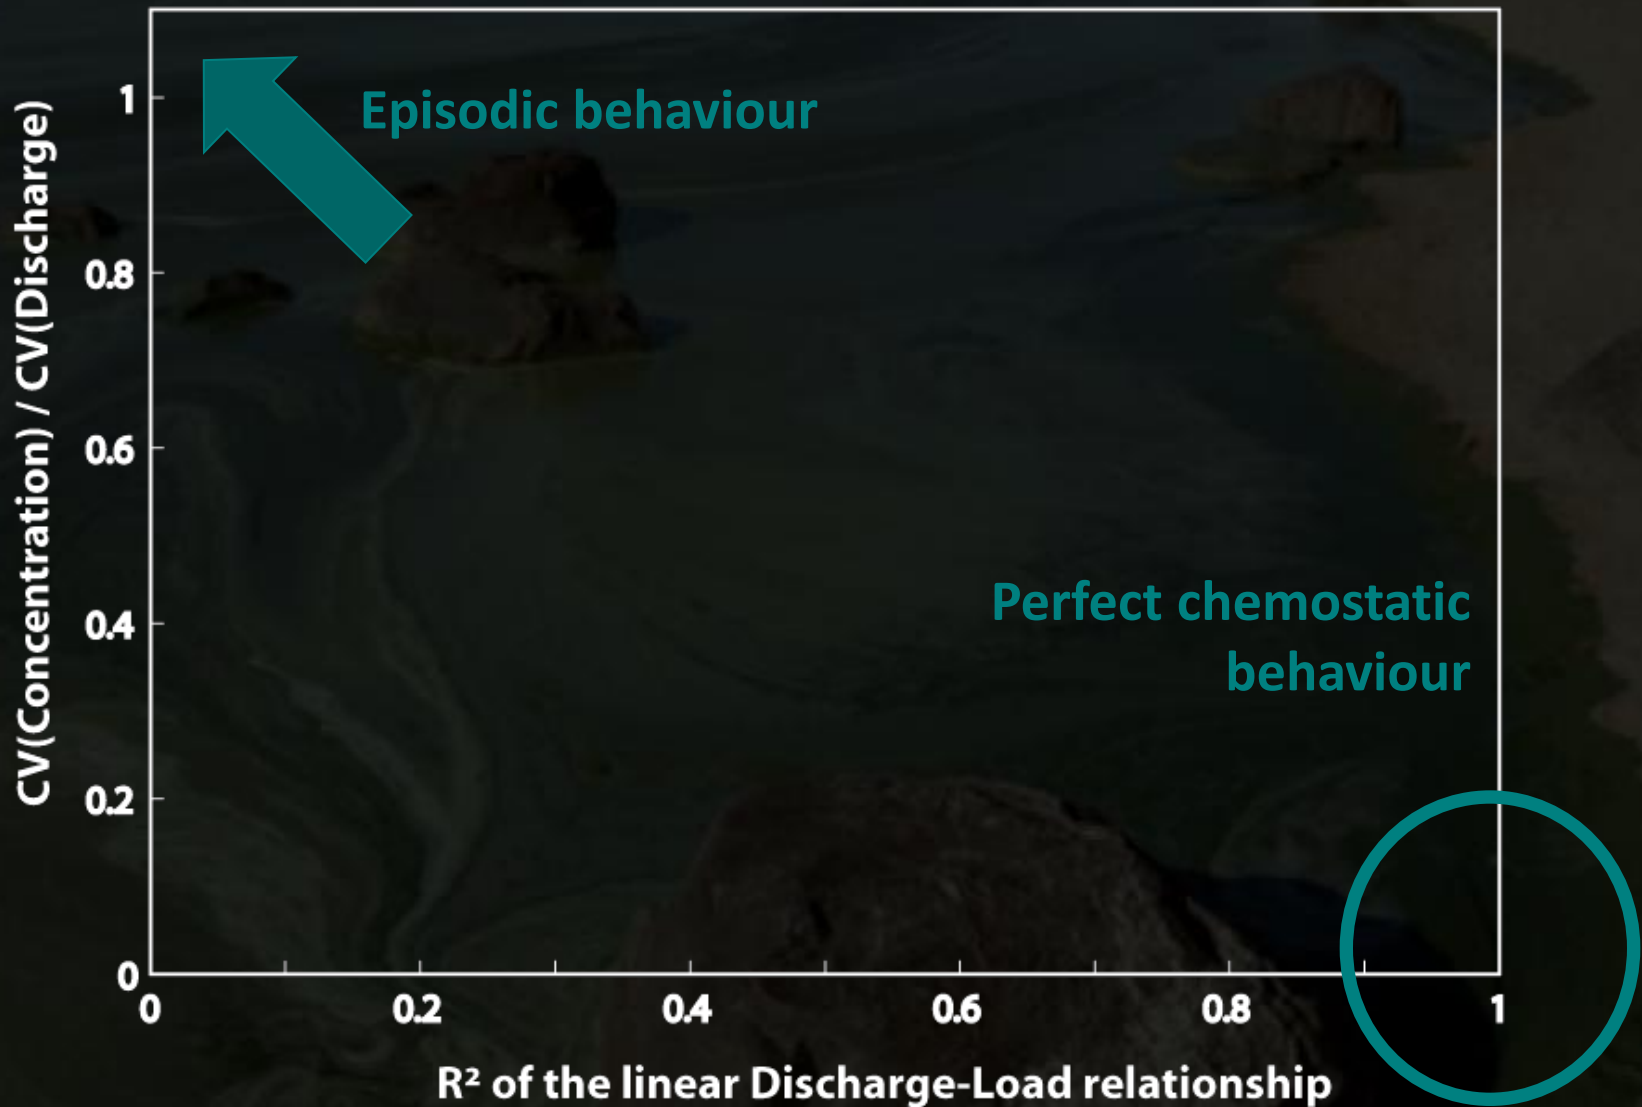 CV(Concentration) / CV(Discharge)
1
0.8
0.6
0.4
0.2
0
Episodic behaviour
Perfect chemostatic
behaviour
0
0.2
0.4
0.6
0.8
1
R² of the linear Discharge-Load relationship